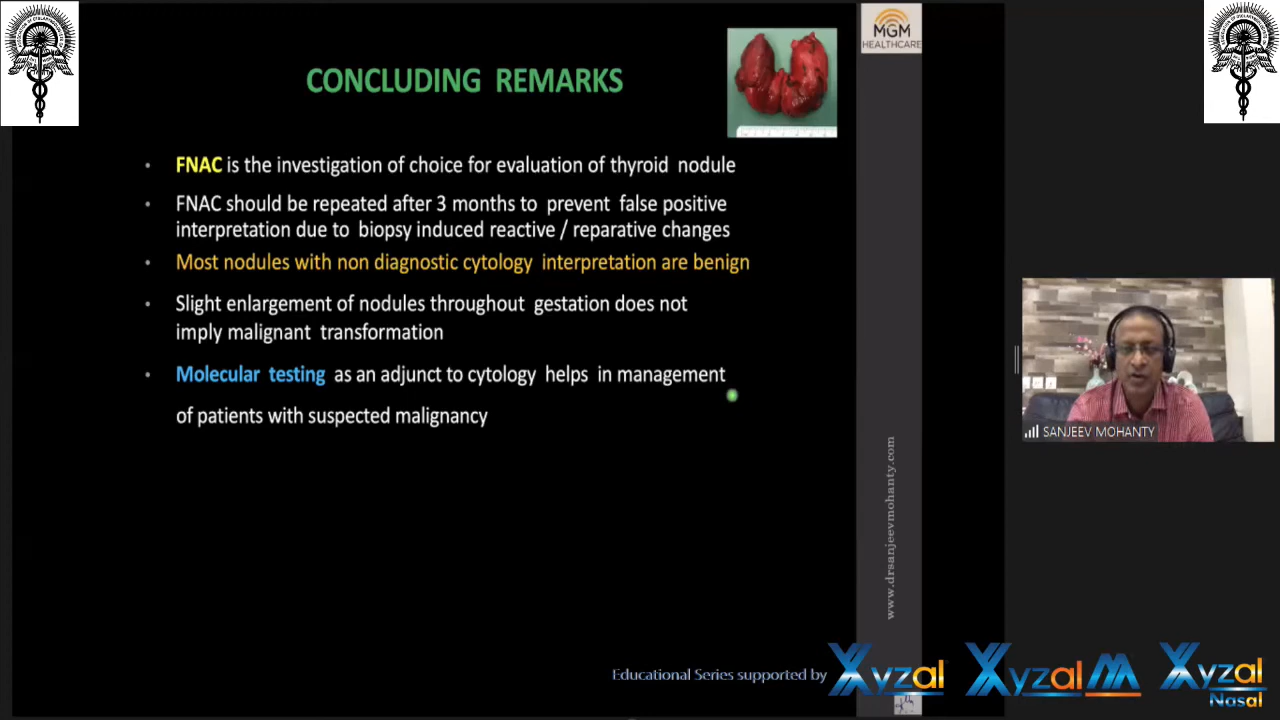 MGM
HEALTHCARE
CONCLUDING REMARKS
• FNAC is the investigation of choice for evaluation of thyroid nodule
• FNAC should be repeated after 3 months to prevent false positive
interpretation due to biopsy induced reactive / reparative changes
• Most nodules with non diagnostic cytology interpretation are benign
• Slight enlargement of nodules throughout gestation does not
imply malignant transformation
• Molecular testing as an adjunct to cytology helps in management
of patients with suspected malignancy
SANJEEV MOHANTY
www.drsanjeevmohanty.com
Educational Series supported by
Xyzal
Xyzal M
Xyzal
Nasal